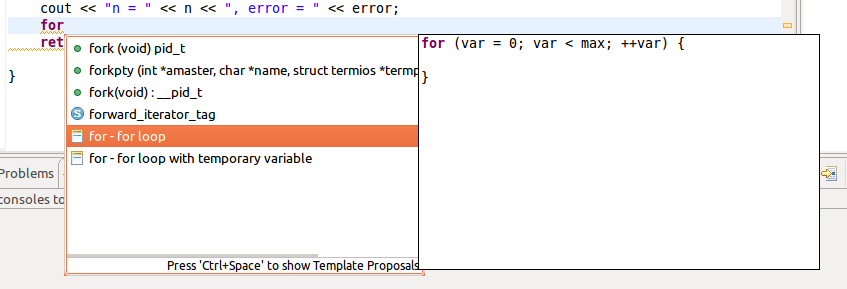 cout << "n = " << n << ", error = " << error;
for
ret
}
fork (void) pid_t
forkpty (int *amaster, char *name, struct termios *termp
fork(void) : __pid_t
S forward_iterator_tag
for - for loop
for - for loop with temporary variable
Press 'Ctrl+Space' to show Template Proposals
for (var = 0; var < max; ++var) {
}
Problems
consoles to